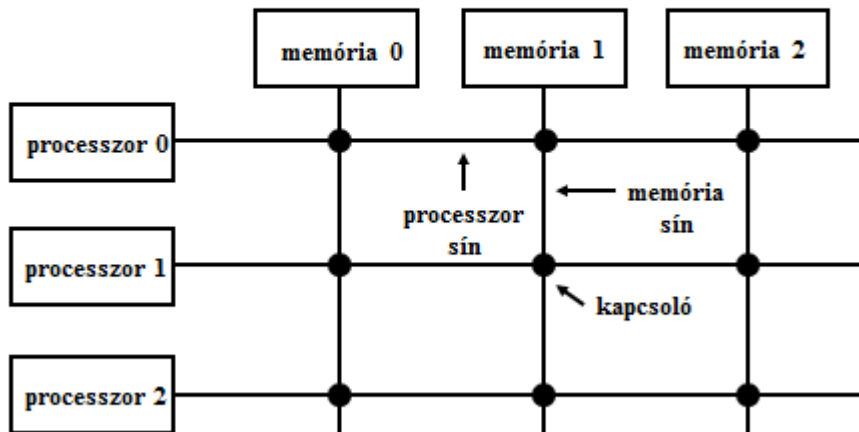 memória 0
memória 1
memória 2
processzor 0
processzor
sín
memória
sín
processzor 1
kapcsoló
processzor 2